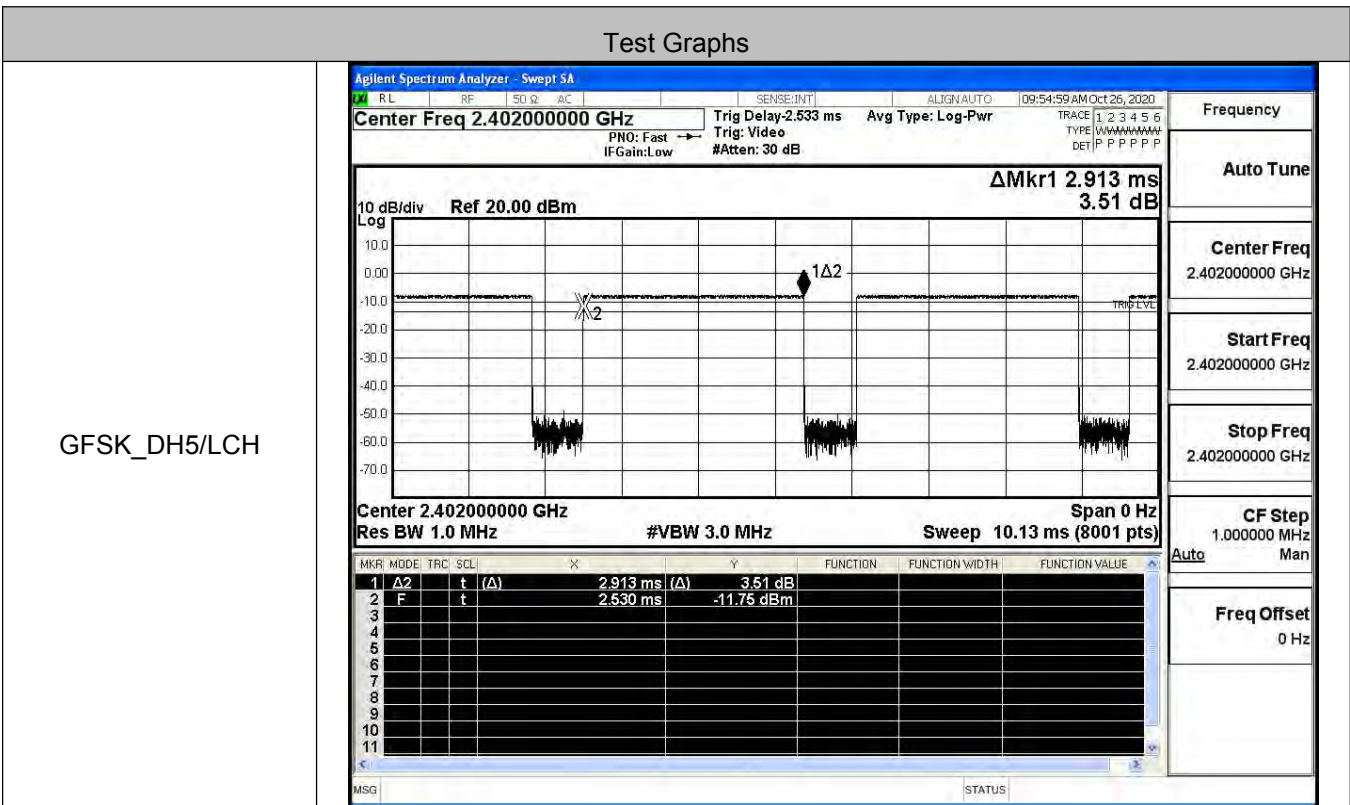 Test Graphs
GFSK_DH5/LCH
Agilent Spectrum Analyzer - Swept SA
RL RF 50 Ω AC SENSE:INT ALIGN AUTO 09:54:59 AM Oct 26, 2020
Center Freq 2.402000000 GHz
PNO: Fast
IFGain:Low
Trig Delay-2.533 ms
Trig: Video
#Atten: 30 dB
Avg Type: Log-Pwr
TRACE 1 2 3 4 5 6
TYPE WWWWWW
DET P P P P P P
ΔMkr1 2.913 ms
3.51 dB
10 dB/div Ref 20.00 dBm
Log
10.0
0.00
-10.0
-20.0
-30.0
-40.0
-50.0
-60.0
-70.0
1Δ2
2
TRIG LVL
Center 2.402000000 GHz Span 0 Hz
Res BW 1.0 MHz #VBW 3.0 MHz Sweep 10.13 ms (8001 pts)
MKR MODE TRC SCL X Y FUNCTION FUNCTION WIDTH FUNCTION VALUE
1 Δ2 t (Δ) 2.913 ms (Δ) 3.51 dB
2 F t 2.530 ms -11.75 dBm
3
4
5
6
7
8
9
10
11
MSG STATUS
Frequency
Auto Tune
Center Freq
2.402000000 GHz
Start Freq
2.402000000 GHz
Stop Freq
2.402000000 GHz
CF Step
1.000000 MHz
Auto Man
Freq Offset
0 Hz